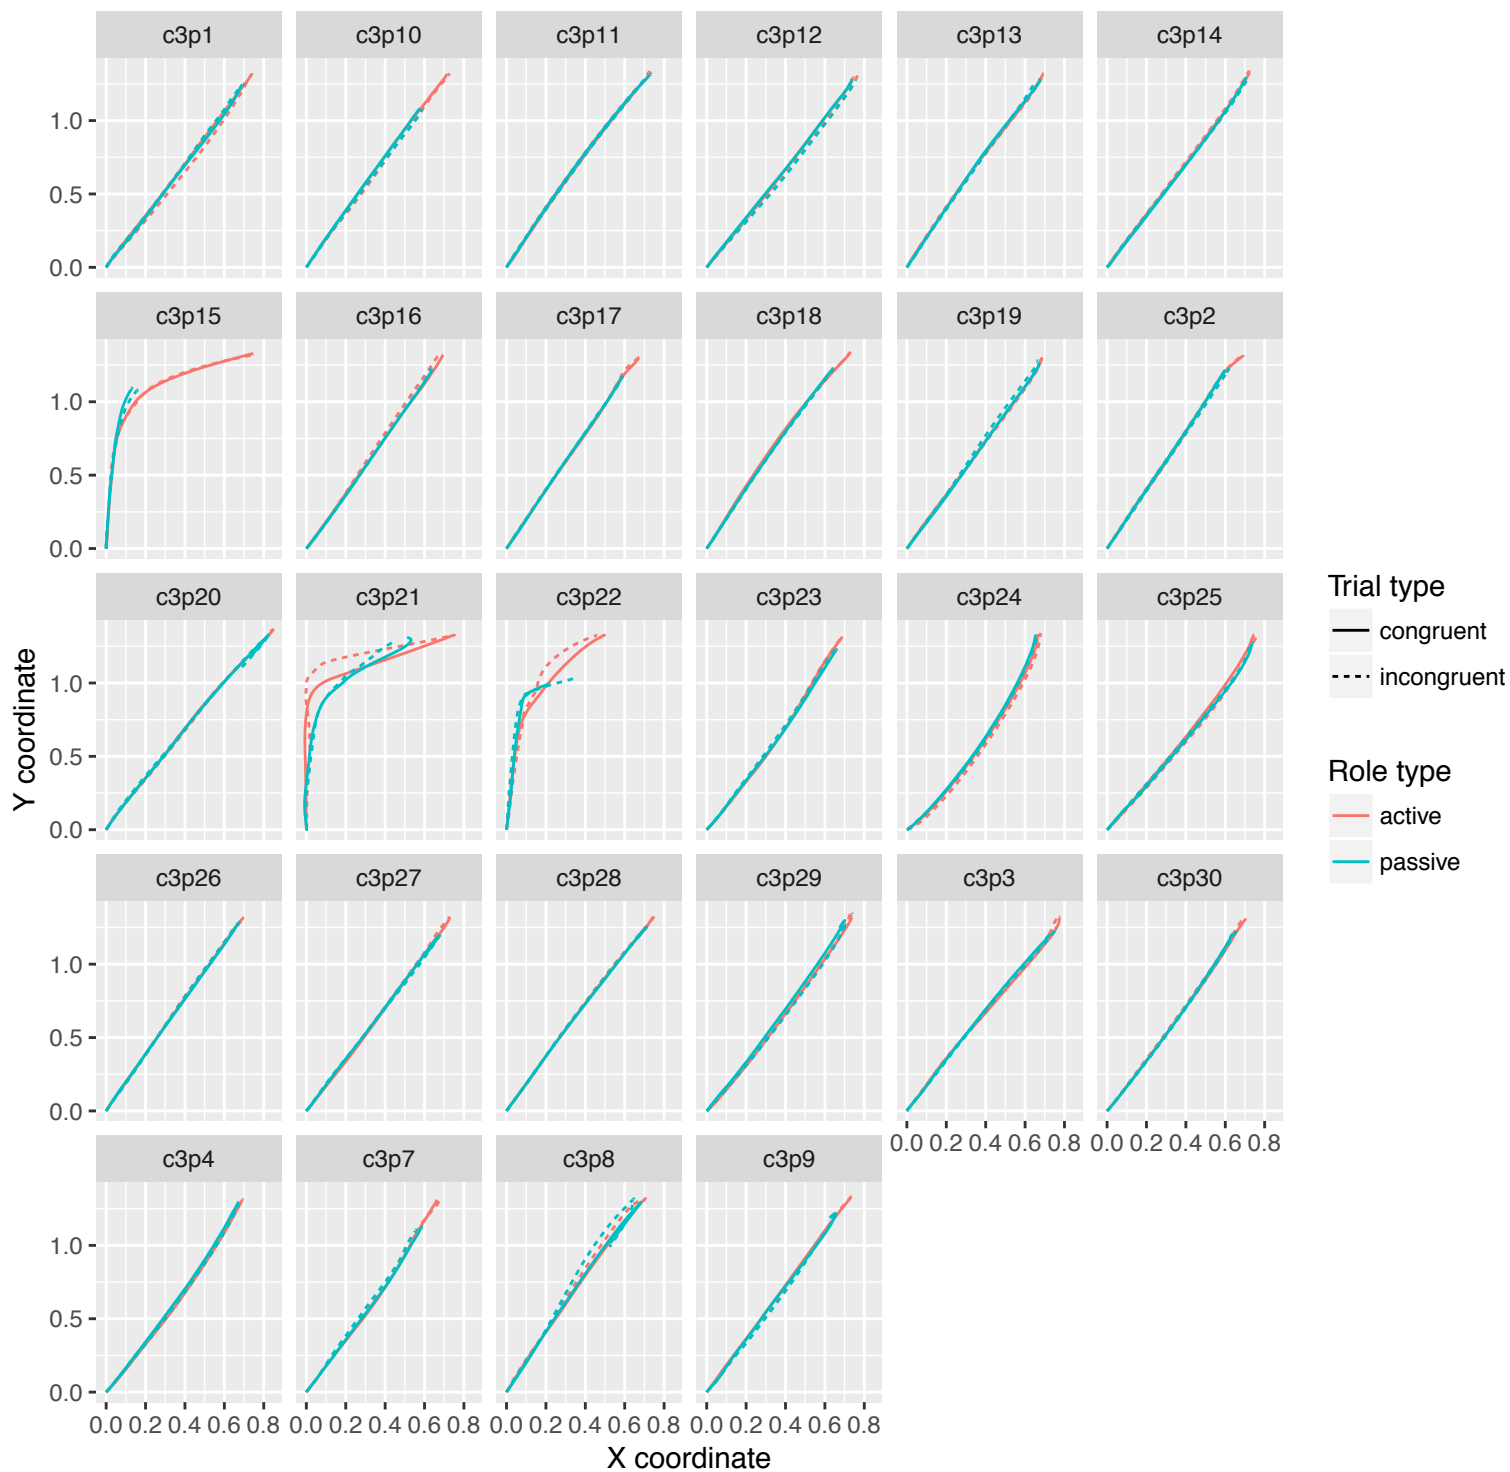 c3p1 c3p10 c3p11 c3p12 c3p13 c3p14
1.0
0.5
0.0
c3p15 c3p16 c3p17 c3p18 c3p19 c3p2
1.0
0.5
0.0
c3p20 c3p21 c3p22 c3p23 c3p24 c3p25
1.0
0.5
0.0
c3p26 c3p27 c3p28 c3p29 c3p3 c3p30
1.0
0.5
0.0
0.0 0.2 0.4 0.6 0.8 0.0 0.2 0.4 0.6 0.8
c3p4 c3p7 c3p8 c3p9
1.0
0.5
0.0
0.0 0.2 0.4 0.6 0.8 0.0 0.2 0.4 0.6 0.8 0.0 0.2 0.4 0.6 0.8 0.0 0.2 0.4 0.6 0.8
X coordinate
Y coordinate
Trial type
congruent
incongruent
Role type
active
passive